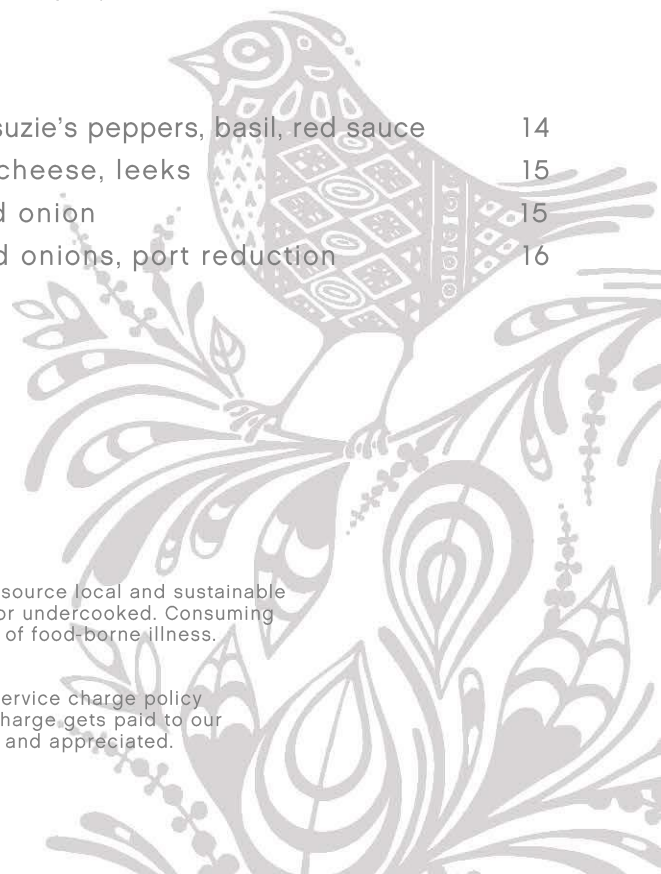 suzie's peppers, basil, red sauce 14
cheese, leeks 15
d onion 15
d onions, port reduction 16
source local and sustainable
or undercooked. Consuming
of food-borne illness.
ervice charge policy
harge gets paid to our
and appreciated.